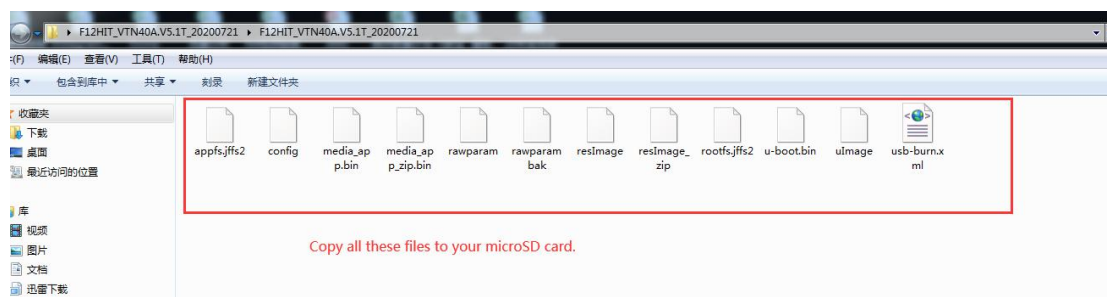 F12HIT_VTN40A.V5.1T_20200721 ▸ F12HIT_VTN40A.V5.1T_20200721
(F) 编辑(E) 查看(V) 工具(T) 帮助(H)
包含到库中 共享 刻录 新建文件夹
收藏夹
下载
桌面
最近访问的位置
库
视频
图片
文档
迅雷下载
appfs.jffs2 config media_ap rawparam rawparam resImage resImage_ rootfs.jffs2 u-boot.bin uImage usb-burn.x
p.bin p_zip.bin bak zip ml
Copy all these files to your microSD card.